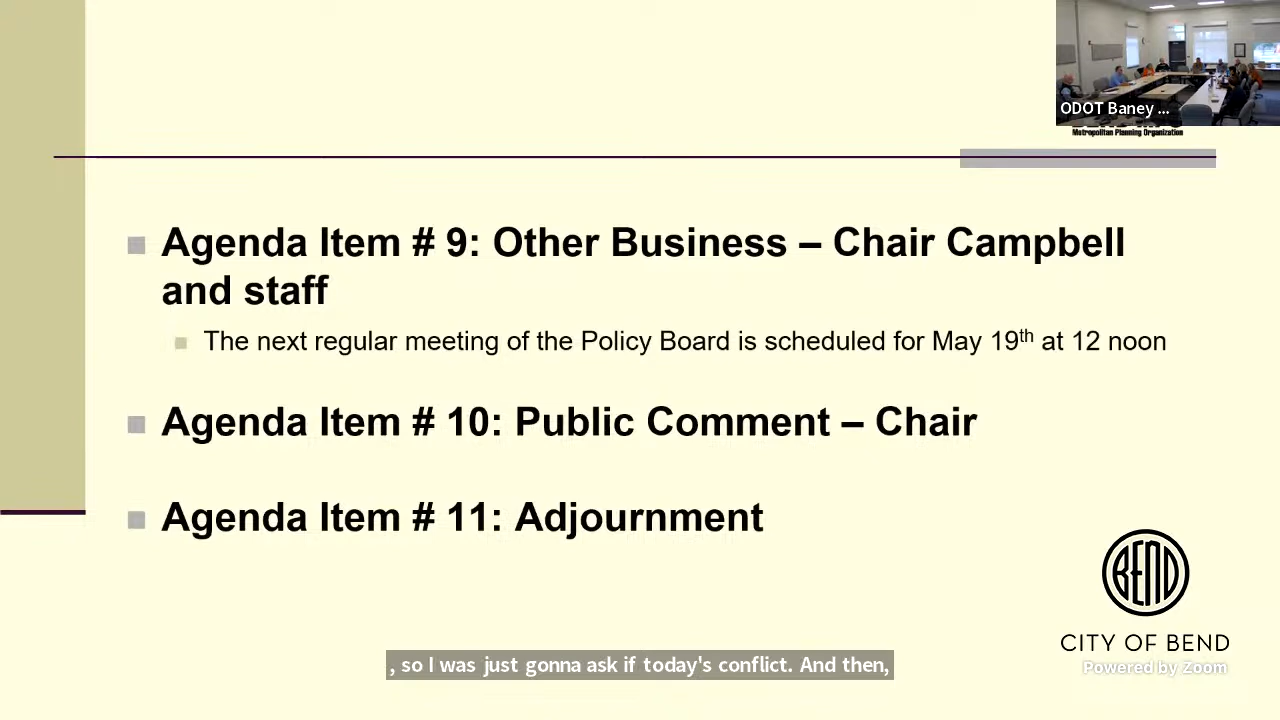 ODOT Baney ...
Metropolitan Planning Organization
Agenda Item # 9: Other Business – Chair Campbell
and staff
The next regular meeting of the Policy Board is scheduled for May 19th at 12 noon
Agenda Item # 10: Public Comment – Chair
Agenda Item # 11: Adjournment
BEND
CITY OF BEND
Powered by Zoom
, so I was just gonna ask if today's conflict. And then,